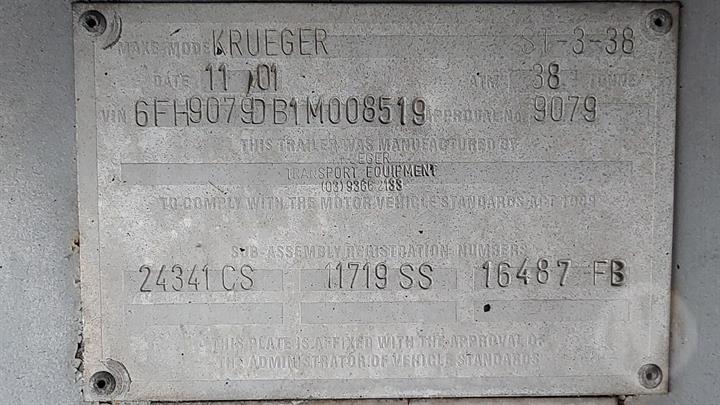 MAKE-MODEL KRUEGER ST-3-38
DATE 11 /01 ATM 38 TONNE
VIN 6FH9079DB1M008519 APPROVAL No. 9079
THIS TRAILER WAS MANUFACTURED BY
KRUEGER
TRANSPORT EQUIPMENT
(03) 9366 2188
TO COMPLY WITH THE MOTOR VEHICLE STANDARDS ACT 1989
SUB-ASSEMBLY REGISTRATION NUMBERS
24341 CS 11719 SS 16487 FB
THIS PLATE IS AFFIXED WITH THE APPROVAL OF
THE ADMINISTRATOR OF VEHICLE STANDARDS